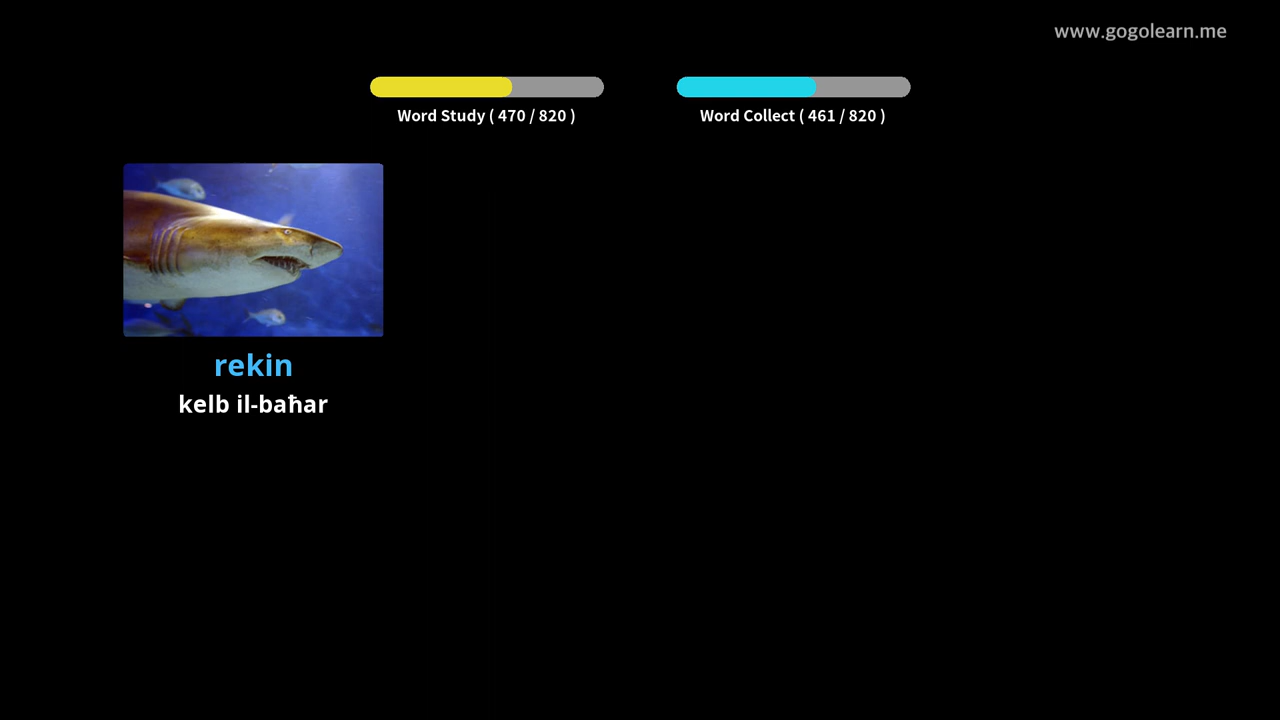 www.gogolearn.me
Word Study ( 470 / 820 )
Word Collect ( 461 / 820 )
rekin
kelb il-baħar